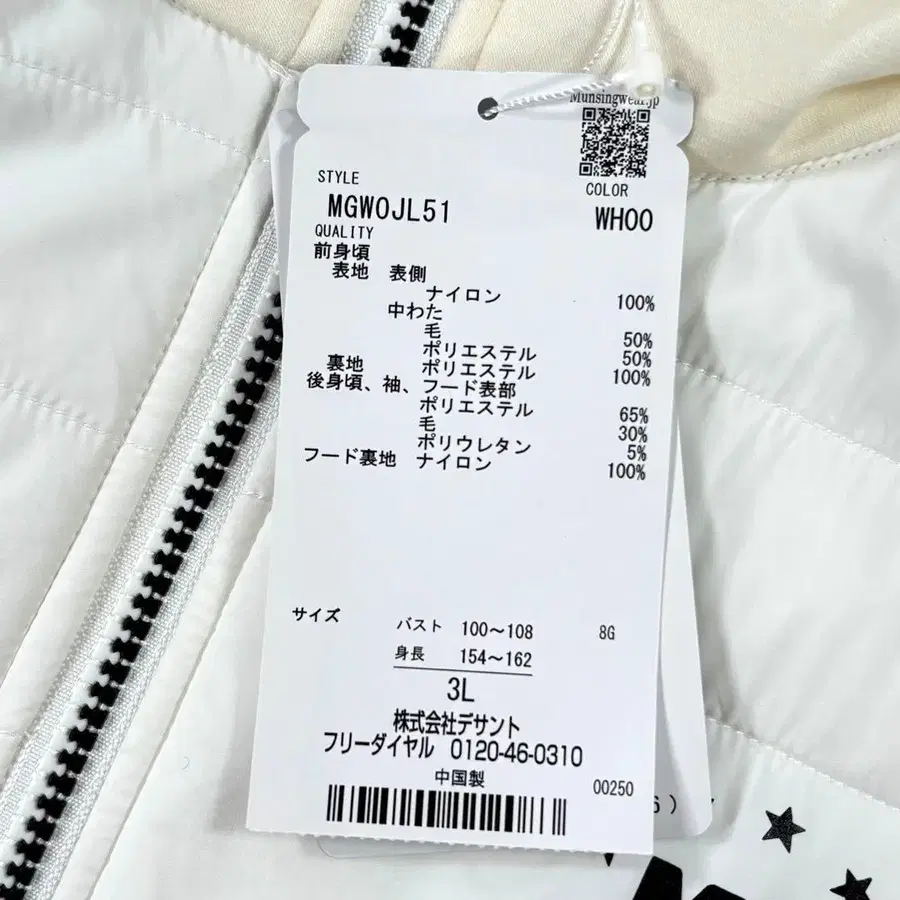 Munsingwear.jp
STYLE
COLOR
MGWOJL51
WH00
QUALITY
前身頃
表地 表側
ナイロン 100%
中わた
毛 50%
ポリエステル 50%
裏地 ポリエステル 100%
後身頃、袖、フード表部
ポリエステル 65%
毛 30%
ポリウレタン 5%
フード裏地 ナイロン 100%
サイズ バスト 100～108 8G
身長 154～162
3L
株式会社デサント
フリーダイヤル 0120-46-0310
中国製
00250